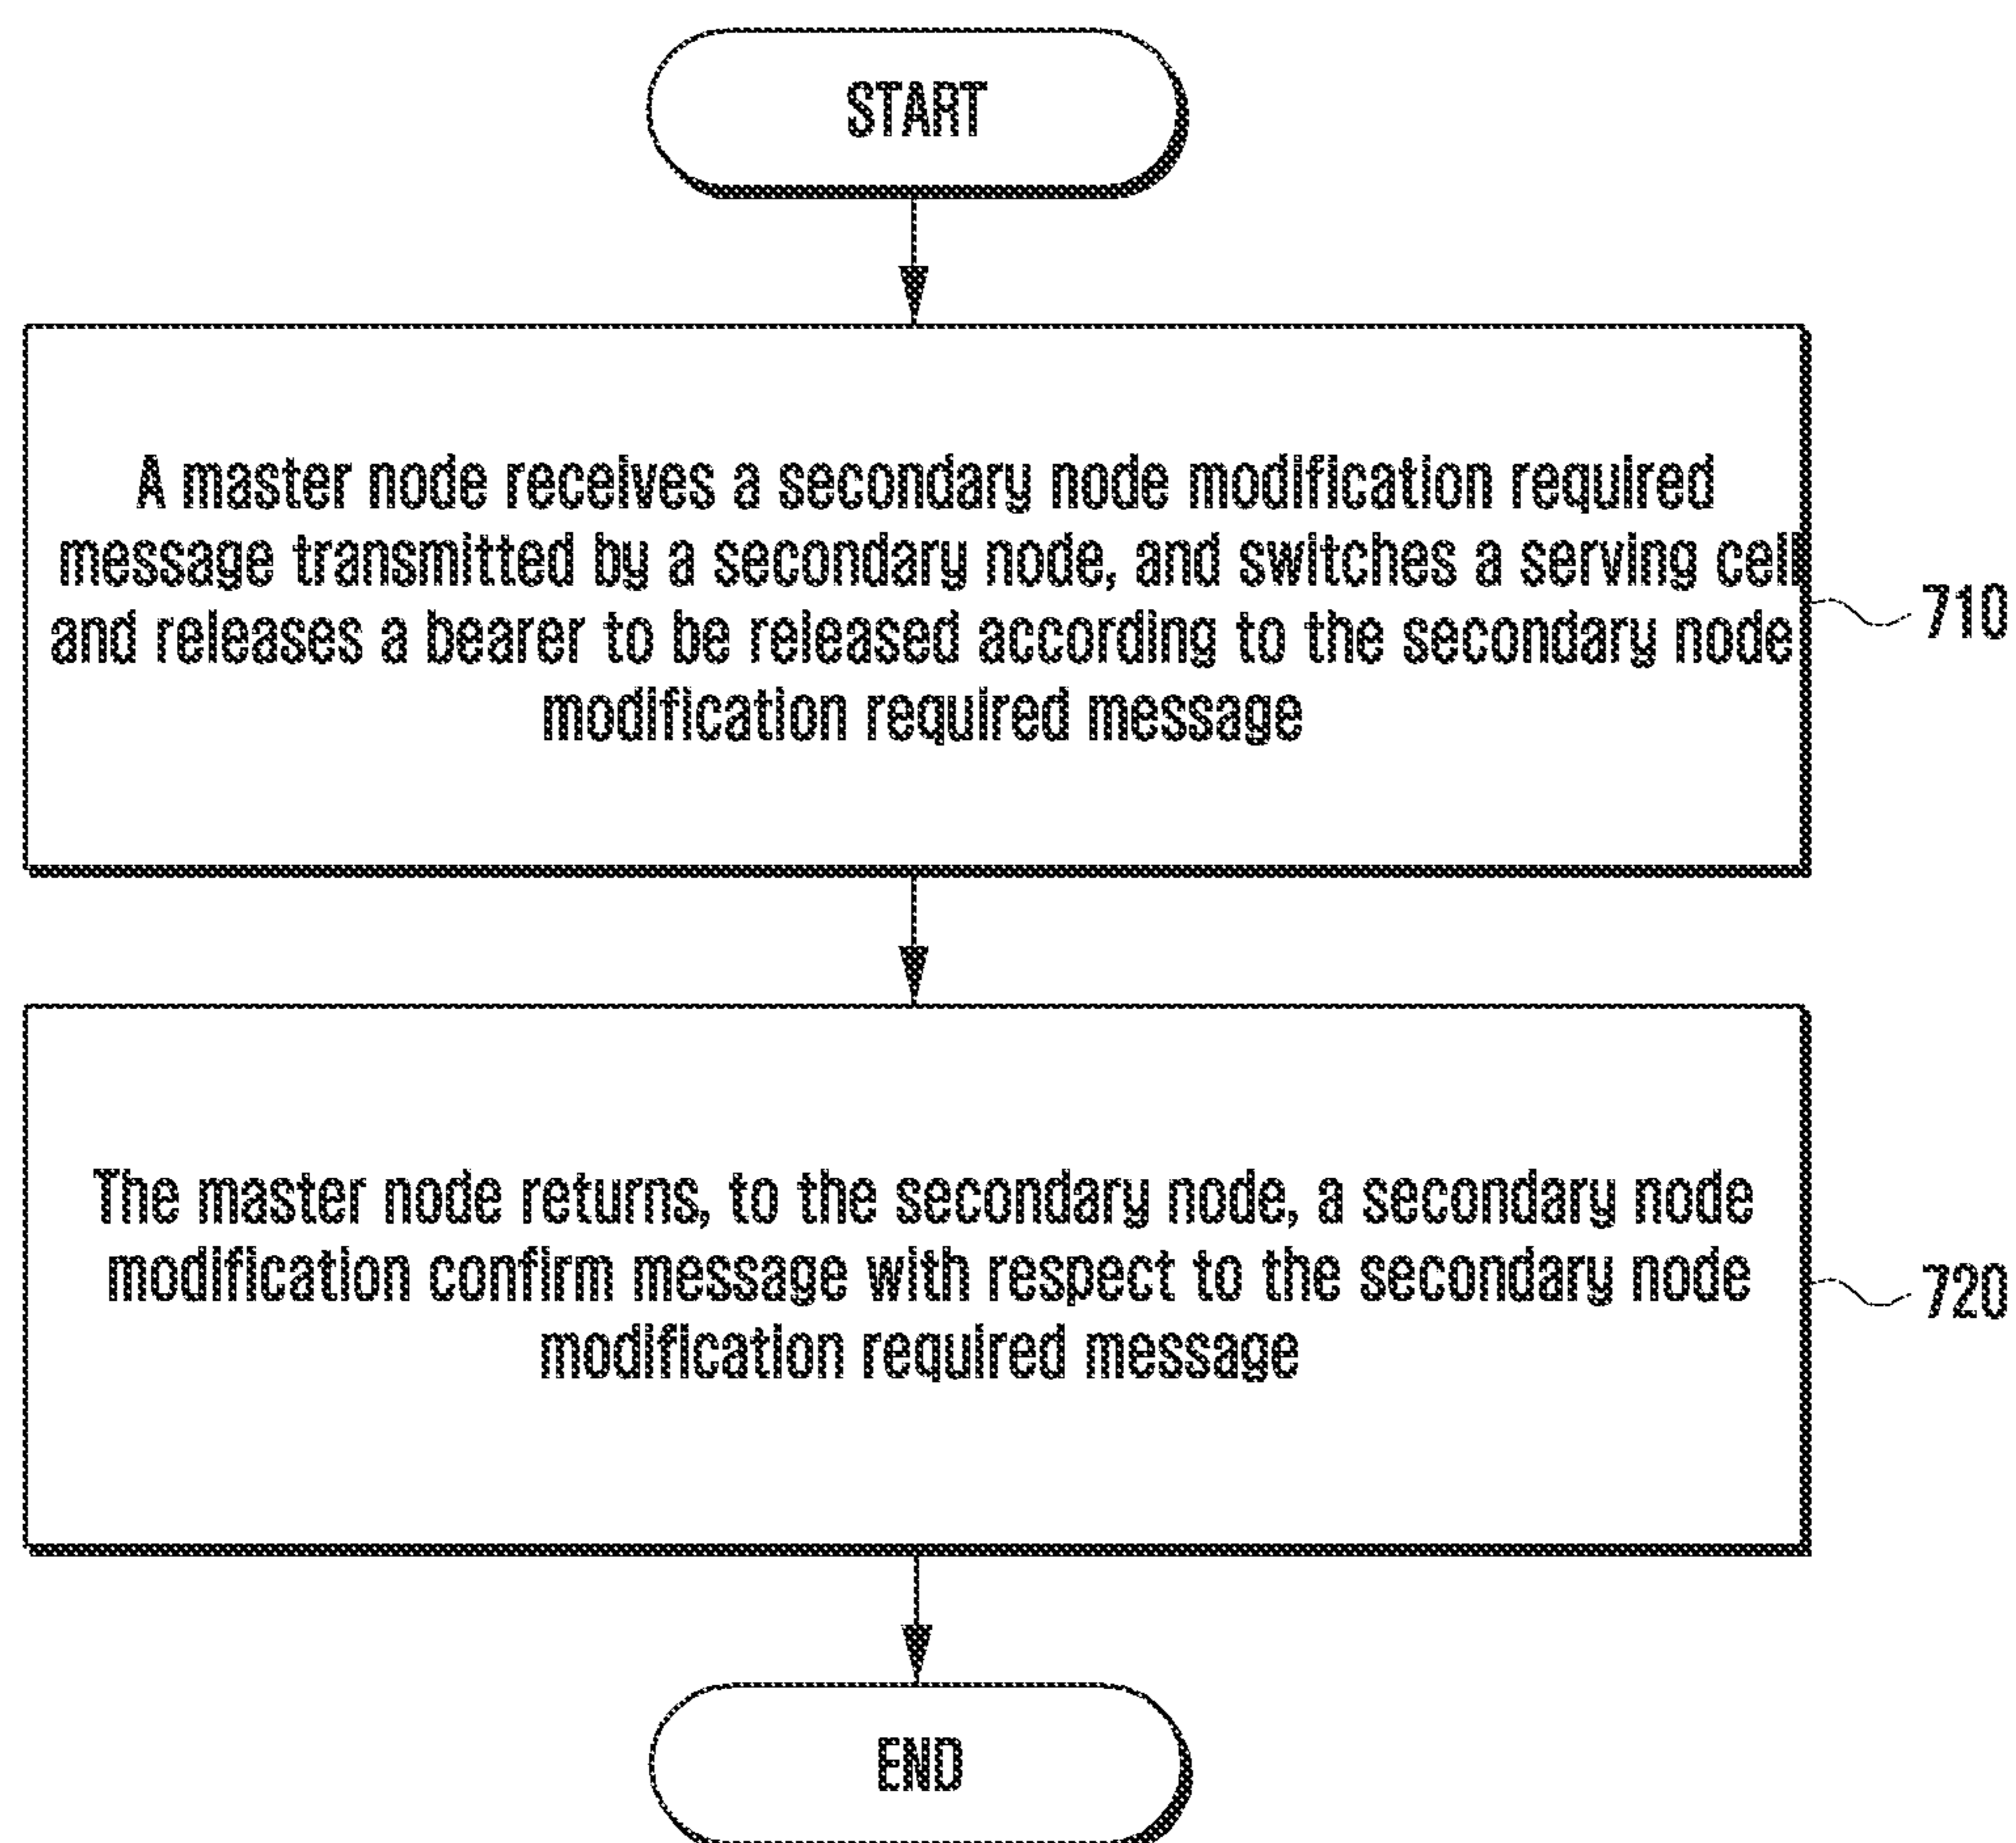 START
A master node receives a secondary node modification required
message transmitted by a secondary node, and switches a serving cell
and releases a bearer to be released according to the secondary node
modification required message
710
The master node returns, to the secondary node, a secondary node
modification confirm message with respect to the secondary node
modification required message
720
END